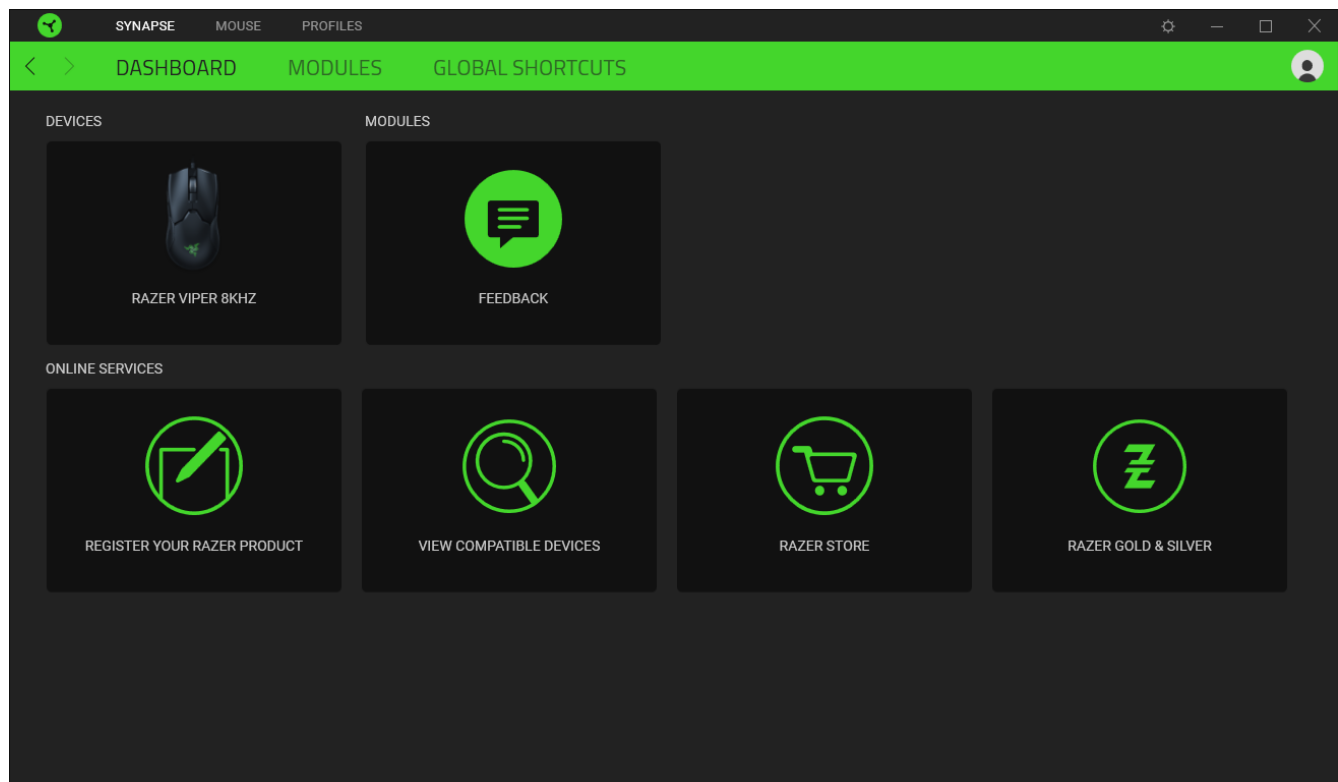 SYNAPSE MOUSE PROFILES
DASHBOARD MODULES GLOBAL SHORTCUTS
DEVICES MODULES
RAZER VIPER 8KHZ FEEDBACK
ONLINE SERVICES
REGISTER YOUR RAZER PRODUCT VIEW COMPATIBLE DEVICES RAZER STORE RAZER GOLD & SILVER